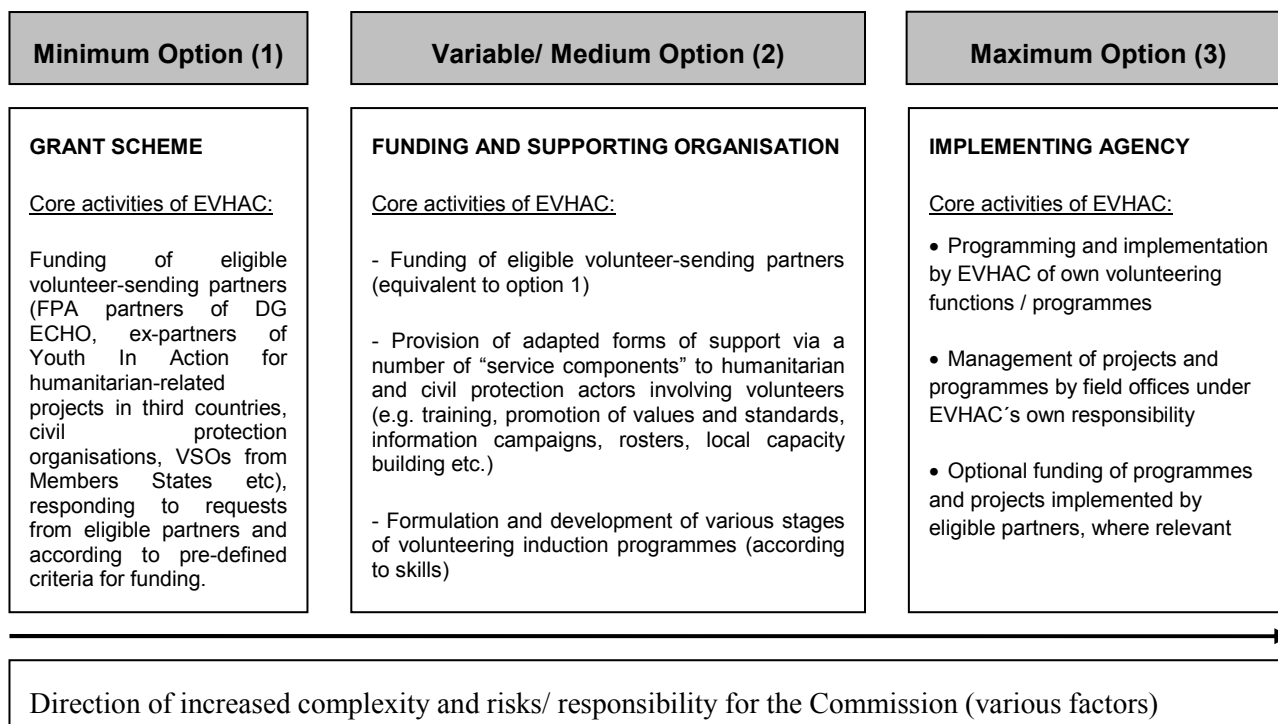 Minimum Option (1)
Variable/ Medium Option (2)
Maximum Option (3)
GRANT SCHEME
Core activities of EVHAC:
Funding of eligible
volunteer-sending partners
(FPA partners of DG
ECHO, ex-partners of
Youth In Action for
humanitarian-related
projects in third countries,
civil protection
organisations, VSOs from
Members States etc),
responding to requests
from eligible partners and
according to pre-defined
criteria for funding.
FUNDING AND SUPPORTING ORGANISATION
Core activities of EVHAC:
- Funding of eligible volunteer-sending partners
(equivalent to option 1)
- Provision of adapted forms of support via a
number of “service components” to humanitarian
and civil protection actors involving volunteers
(e.g. training, promotion of values and standards,
information campaigns, rosters, local capacity
building etc.)
- Formulation and development of various stages
of volunteering induction programmes (according
to skills)
IMPLEMENTING AGENCY
Core activities of EVHAC:
• Programming and implementation
by EVHAC of own volunteering
functions / programmes
• Management of projects and
programmes by field offices under
EVHAC´s own responsibility
• Optional funding of programmes
and projects implemented by
eligible partners, where relevant
Direction of increased complexity and risks/ responsibility for the Commission (various factors)